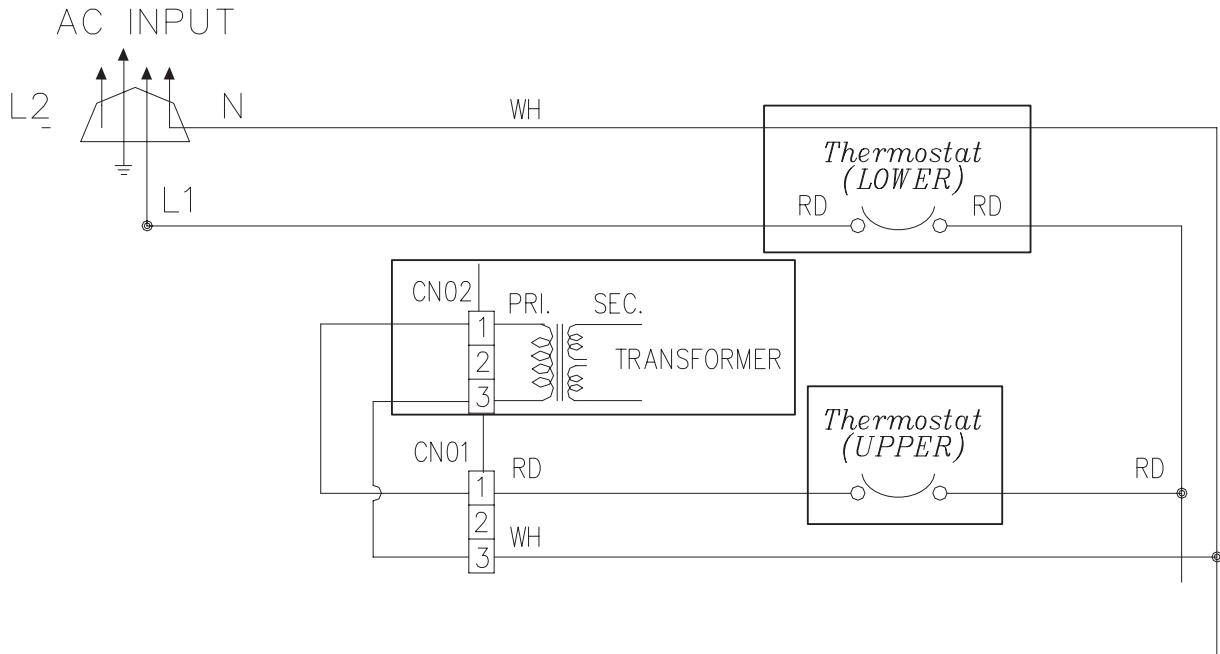 AC INPUT
L2
N
WH
L1
Thermostat
(LOWER)
RD
RD
CN02
PRI.
SEC.
1
2
3
TRANSFORMER
Thermostat
(UPPER)
CN01
RD
RD
1
2
WH
3